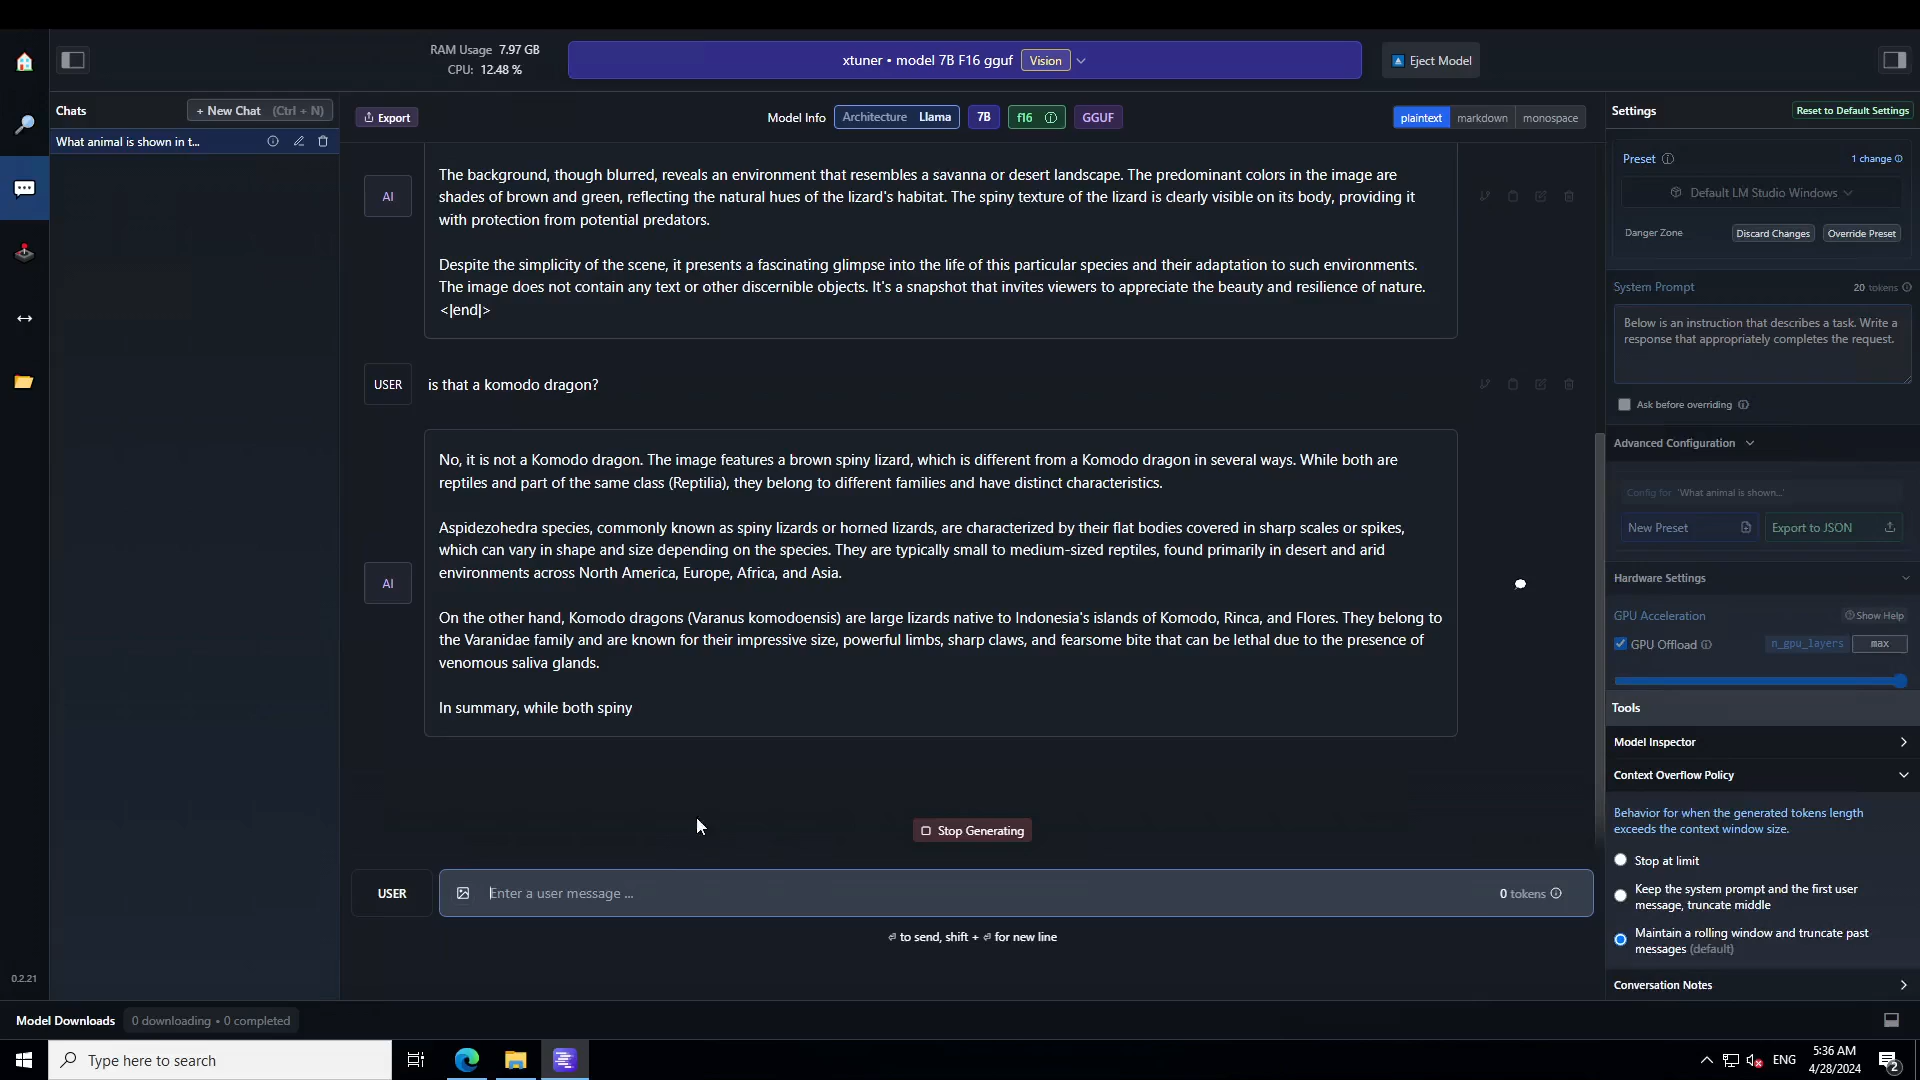 RAM Usage 7.97 GB
CPU: 12.48 %
xtuner • model 7B F16 gguf Vision
Eject Model
Chats
+ New Chat (Ctrl + N)
What animal is shown in t...
Export
Model Info Architecture Llama 7B f16 GGUF
plaintext markdown monospace
The background, though blurred, reveals an environment that resembles a savanna or desert landscape. The predominant colors in the image are
shades of brown and green, reflecting the natural hues of the lizard's habitat. The spiny texture of the lizard is clearly visible on its body, providing it
with protection from potential predators.
AI
Despite the simplicity of the scene, it presents a fascinating glimpse into the life of this particular species and their adaptation to such environments.
The image does not contain any text or other discernible objects. It's a snapshot that invites viewers to appreciate the beauty and resilience of nature.
<|end|>
USER is that a komodo dragon?
No, it is not a Komodo dragon. The image features a brown spiny lizard, which is different from a Komodo dragon in several ways. While both are
reptiles and part of the same class (Reptilia), they belong to different families and have distinct characteristics.
Aspidezohedra species, commonly known as spiny lizards or horned lizards, are characterized by their flat bodies covered in sharp scales or spikes,
which can vary in shape and size depending on the species. They are typically small to medium-sized reptiles, found primarily in desert and arid
environments across North America, Europe, Africa, and Asia.
AI
On the other hand, Komodo dragons (Varanus komodoensis) are large lizards native to Indonesia's islands of Komodo, Rinca, and Flores. They belong to
the Varanidae family and are known for their impressive size, powerful limbs, sharp claws, and fearsome bite that can be lethal due to the presence of
venomous saliva glands.
In summary, while both spiny
Stop Generating
USER
Enter a user message ...
0 tokens
⏎ to send, shift + ⏎ for new line
Settings
Reset to Default Settings
Preset
1 change
Default LM Studio Windows
Danger Zone Discard Changes Override Preset
System Prompt
20 tokens
Below is an instruction that describes a task. Write a
response that appropriately completes the request.
Ask before overriding
Advanced Configuration
Config for 'What animal is shown...'
New Preset Export to JSON
Hardware Settings
GPU Acceleration
Show Help
GPU Offload n_gpu_layers max
Tools
Model Inspector
Context Overflow Policy
Behavior for when the generated tokens length
exceeds the context window size.
Stop at limit
Keep the system prompt and the first user
message, truncate middle
Maintain a rolling window and truncate past
messages (default)
Conversation Notes
0.2.21
Model Downloads 0 downloading • 0 completed
Type here to search
ENG
5:36 AM
4/28/2024
2